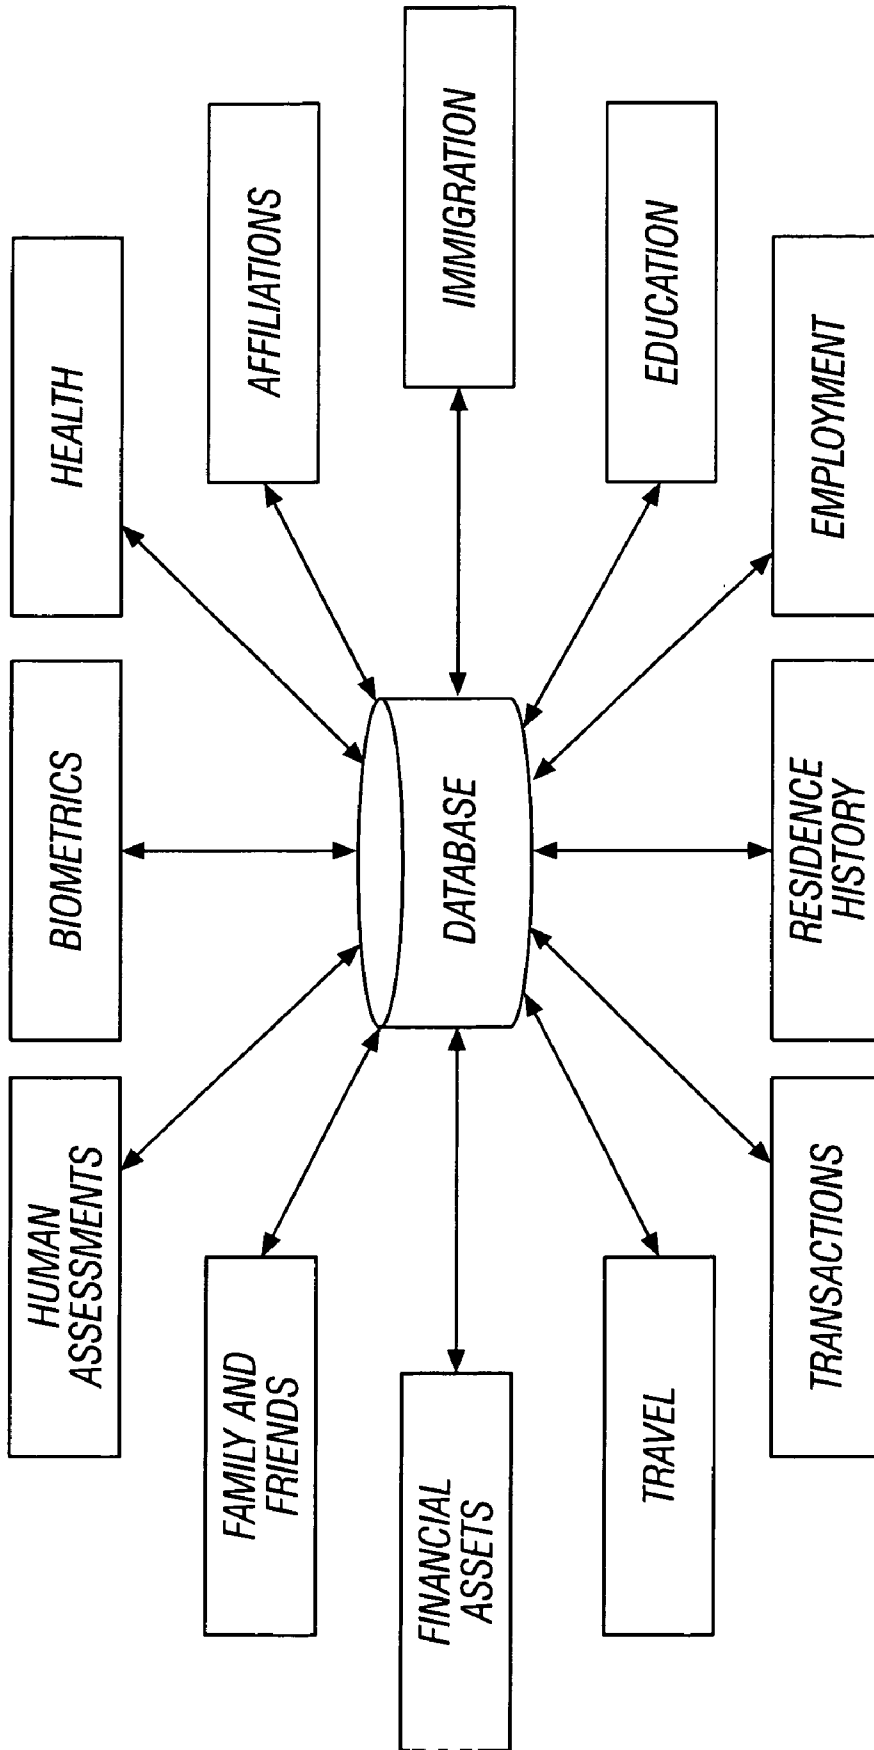 HUMAN
ASSESSMENTS
BIOMETRICS
HEALTH
FAMILY AND
FRIENDS
AFFILIATIONS
FINANCIAL
ASSETS
DATABASE
IMMIGRATION
TRAVEL
EDUCATION
TRANSACTIONS
RESIDENCE
HISTORY
EMPLOYMENT